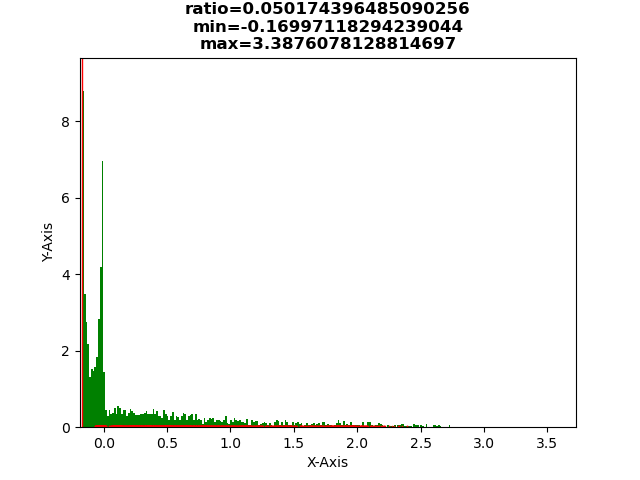 ratio=0.050174396485090256
min=-0.16997118294239044
max=3.3876078128814697
8
6
4
2
0
Y-Axis
0.0 0.5 1.0 1.5 2.0 2.5 3.0 3.5
X-Axis